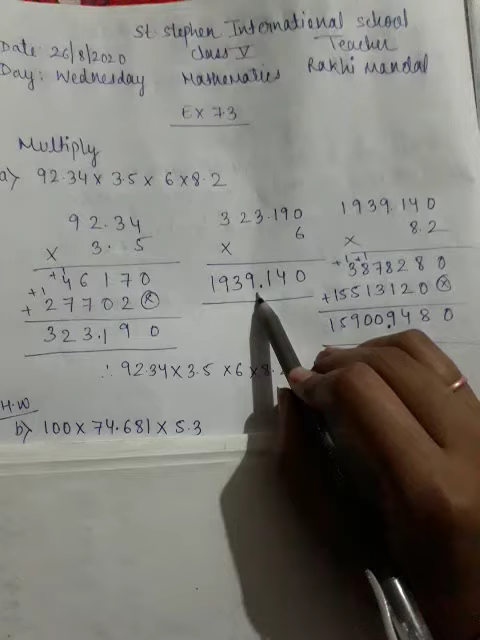 St. Stephen International School
Date: 26/8/2020 Class V Teacher
Day: Wednesday Mathematics Rakhi Mandal
Ex 7.3
Multiply
a) 92.34 x 3.5 x 6 x 8.2
92.34
x 3.5
+1 +1 46170
+ 27702 x
323.190
323.190
x 6
1939.140
1939.140
x 8.2
+1 +1 +1 3878280
+15513120 x
15900.9480
∴ 92.34 x 3.5 x 6 x 8.
H.W
b) 100 x 74.681 x 5.3